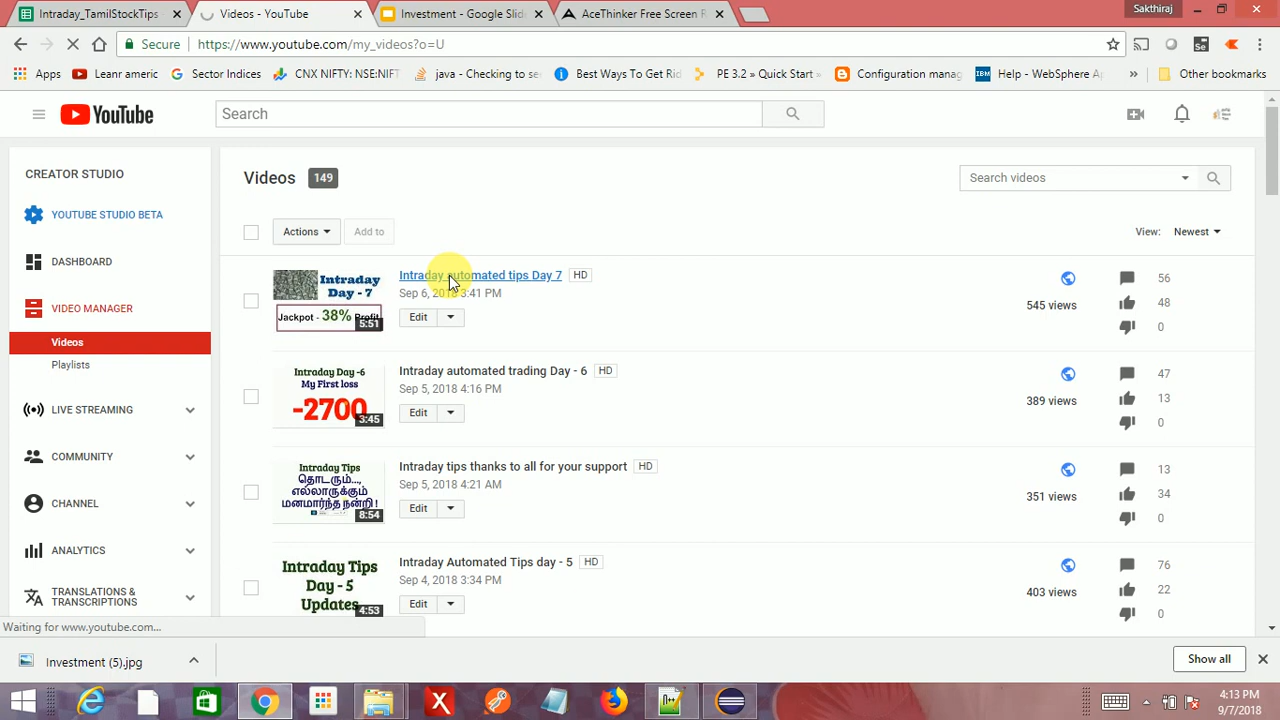 Intraday_TamilStockTips × Videos - YouTube × Investment - Google Slid × AceThinker Free Screen R × Sakthiraj
Secure https://www.youtube.com/my_videos?o=U
Apps Leanr americ Sector Indices CNX NIFTY: NSE:NIFT java - Checking to se Best Ways To Get Rid PE 3.2 » Quick Start » Configuration mana Help - WebSphere A » Other bookmarks
YouTube Search
CREATOR STUDIO
YOUTUBE STUDIO BETA
DASHBOARD
VIDEO MANAGER
Videos
Playlists
LIVE STREAMING
COMMUNITY
CHANNEL
ANALYTICS
TRANSLATIONS &
TRANSCRIPTIONS
Videos 149 Search videos
Actions Add to View: Newest
Intraday
Day - 7
Jackpot - 38% Profit
5:51
Intraday automated tips Day 7 HD
Sep 6, 2018 3:41 PM
Edit
545 views
56
48
0
Intraday Day -6
My First loss
-2700
3:45
Intraday automated trading Day - 6 HD
Sep 5, 2018 4:16 PM
Edit
389 views
47
13
0
Intraday Tips
தொடரும்...,
எல்லாருக்கும்
மனமார்ந்த நன்றி !
8:54
Intraday tips thanks to all for your support HD
Sep 5, 2018 4:21 AM
Edit
351 views
13
34
0
Intraday Tips
Day - 5
Updates
4:53
Intraday Automated Tips day - 5 HD
Sep 4, 2018 3:34 PM
Edit
403 views
76
22
0
Waiting for www.youtube.com...
Investment (5).jpg Show all
4:13 PM
9/7/2018